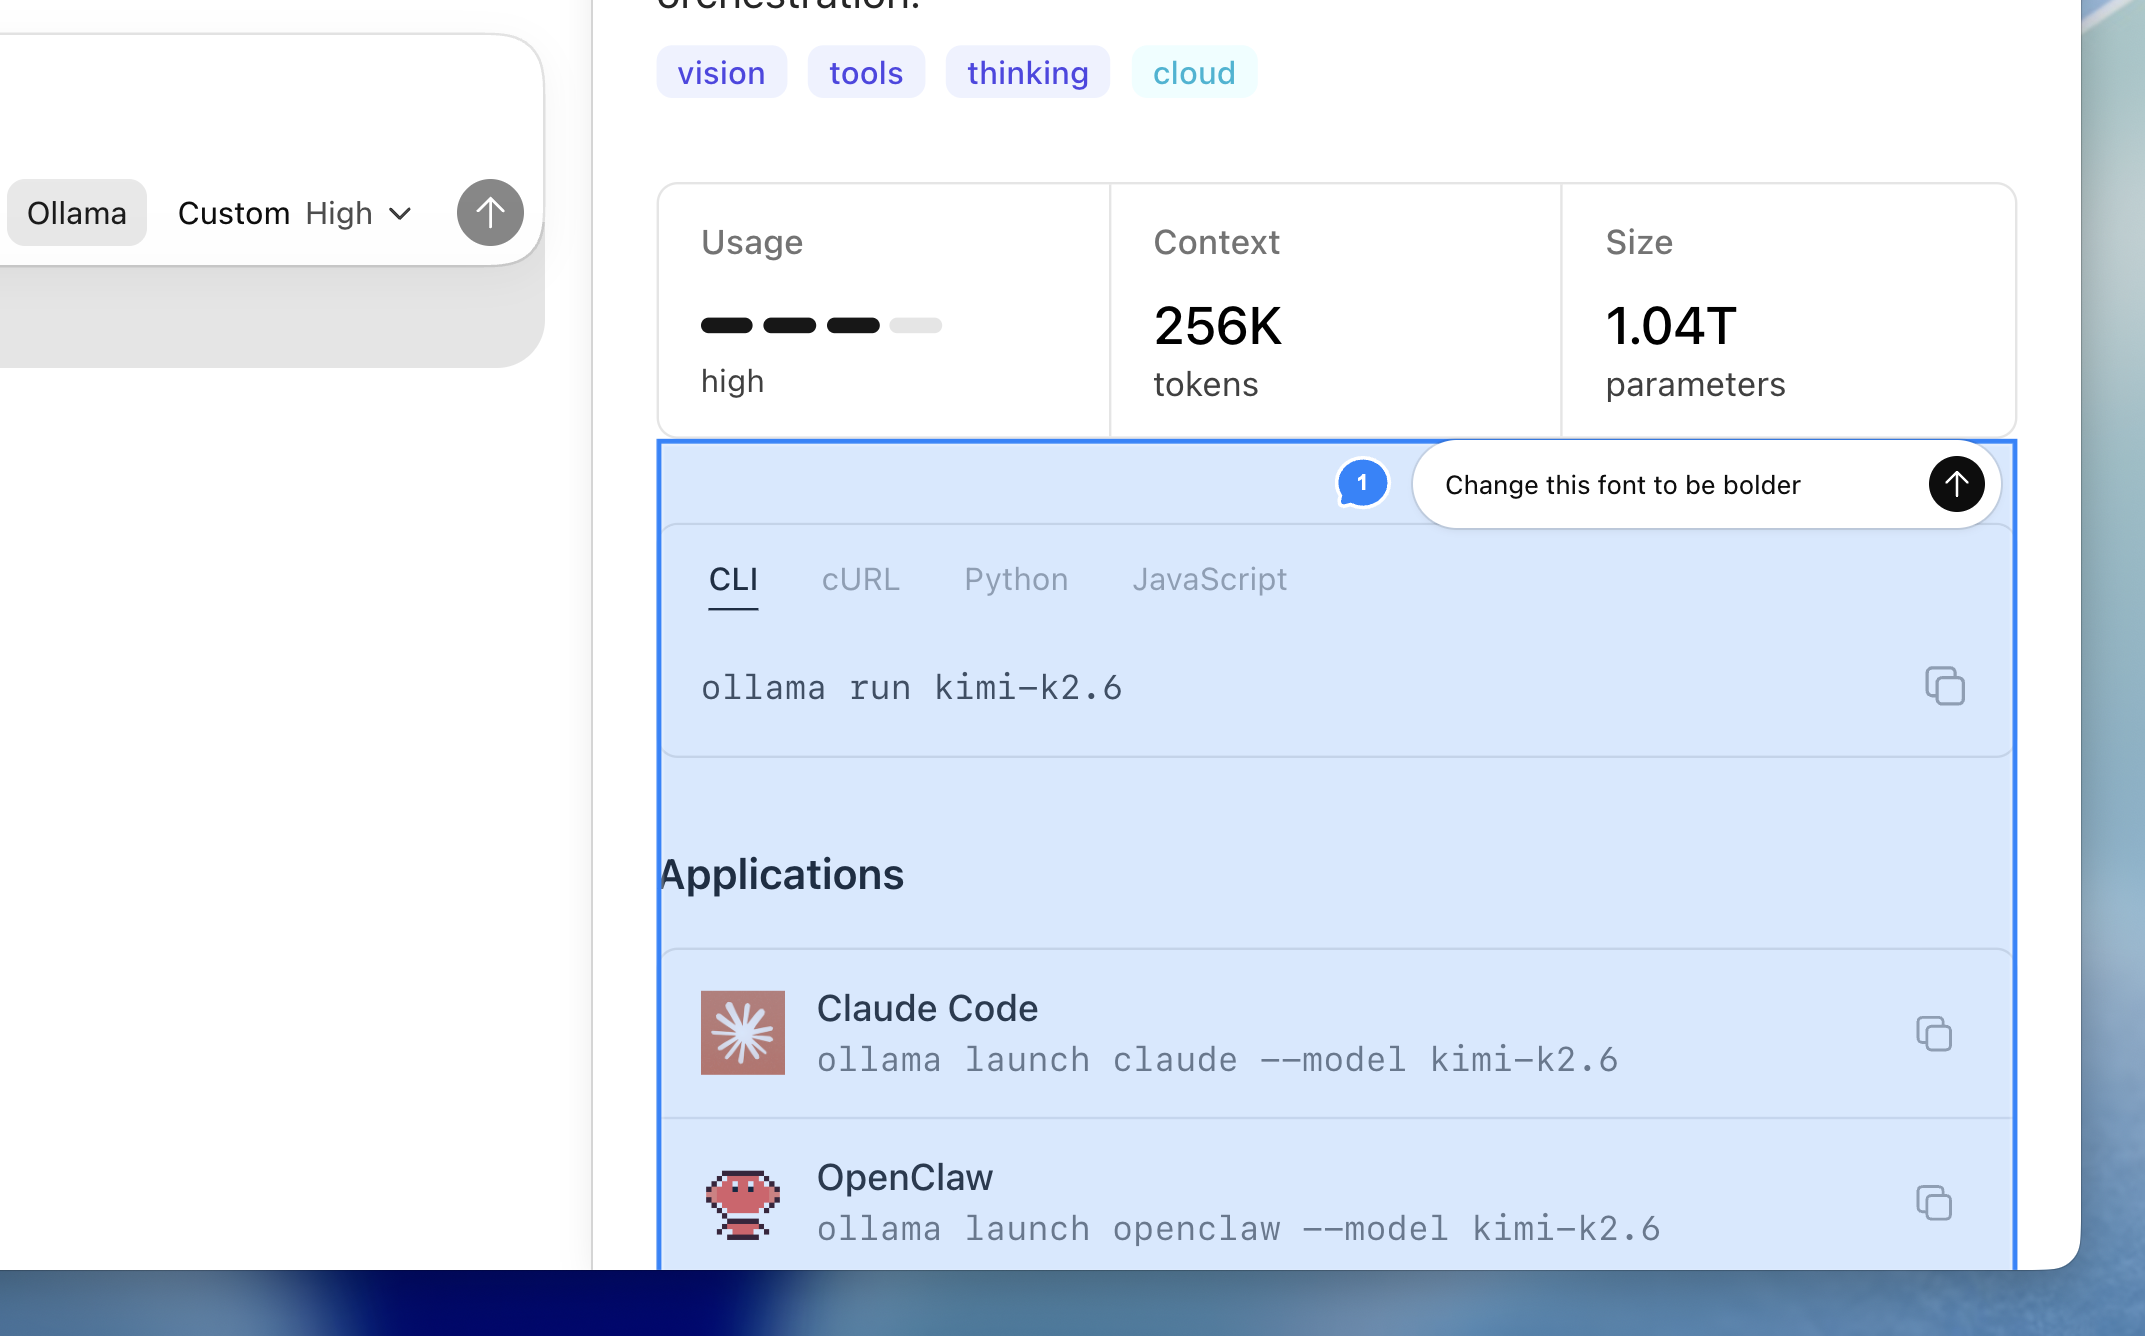 orchestration.
vision tools thinking cloud
Ollama Custom High
Usage Context Size
256K 1.04T
high tokens parameters
1 Change this font to be bolder
CLI cURL Python JavaScript
ollama run kimi-k2.6
Applications
Claude Code
ollama launch claude --model kimi-k2.6
OpenClaw
ollama launch openclaw --model kimi-k2.6